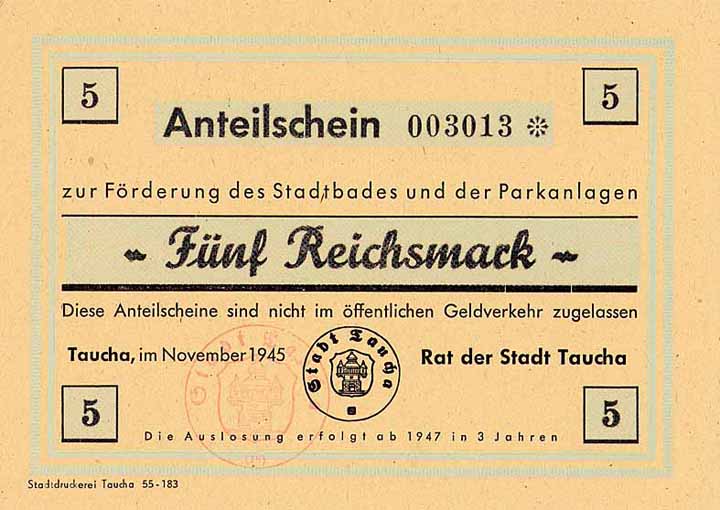 5 5
Anteilschein 003013 *
zur Förderung des Stadtbades und der Parkanlagen
Fünf Reichsmark
Diese Anteilscheine sind nicht im öffentlichen Geldverkehr zugelassen
Taucha, im November 1945
Stadt Taucha
Rat der Stadt Taucha
5 5
Die Auslosung erfolgt ab 1947 in 3 Jahren
Stadtdruckerei Taucha 55-183